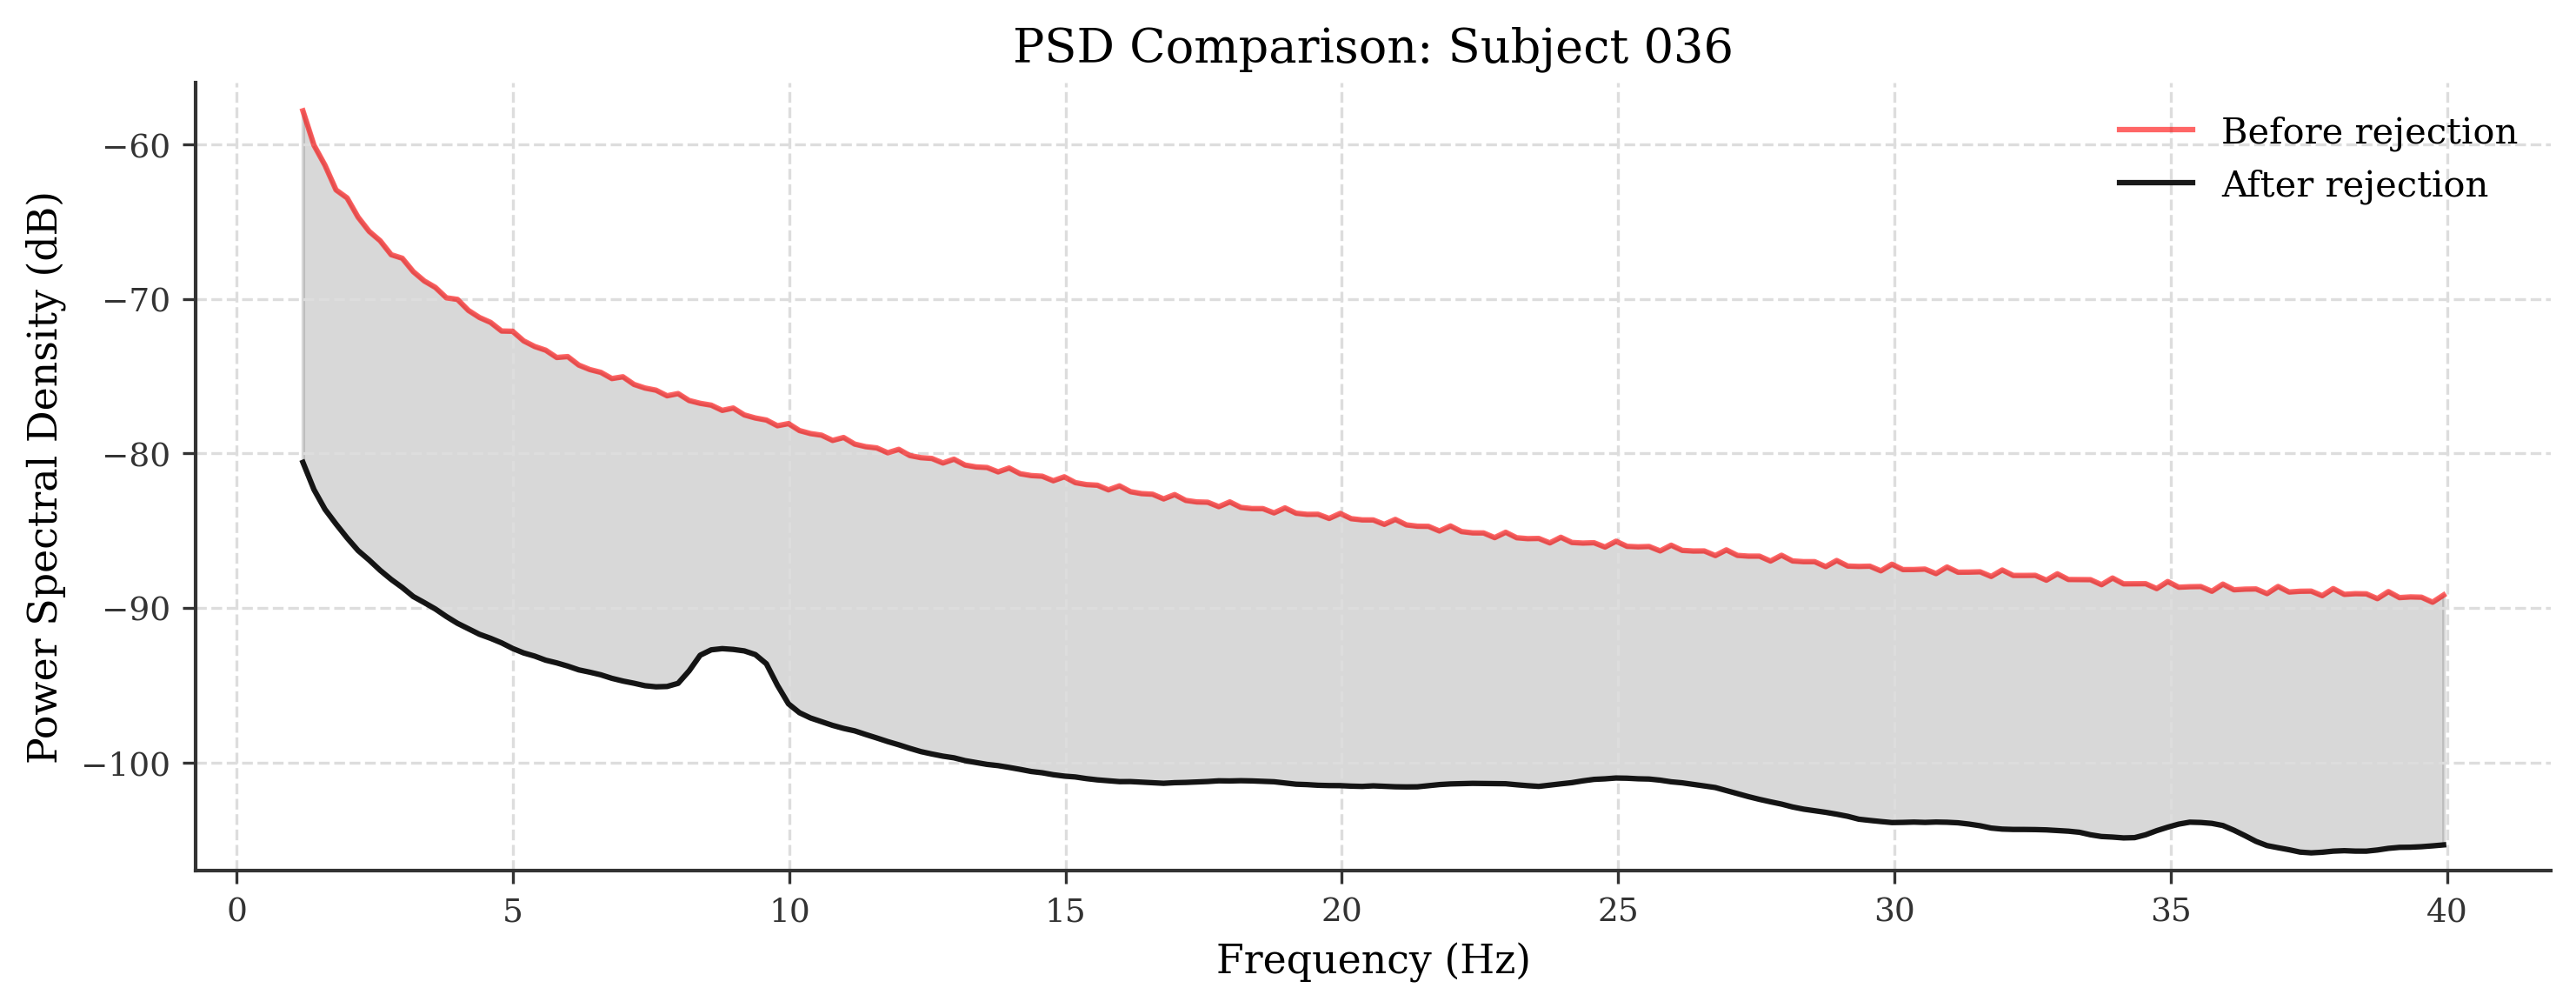 PSD Comparison: Subject 036
Before rejection
After rejection
Power Spectral Density (dB)
−60
−70
−80
−90
−100
0 5 10 15 20 25 30 35 40
Frequency (Hz)